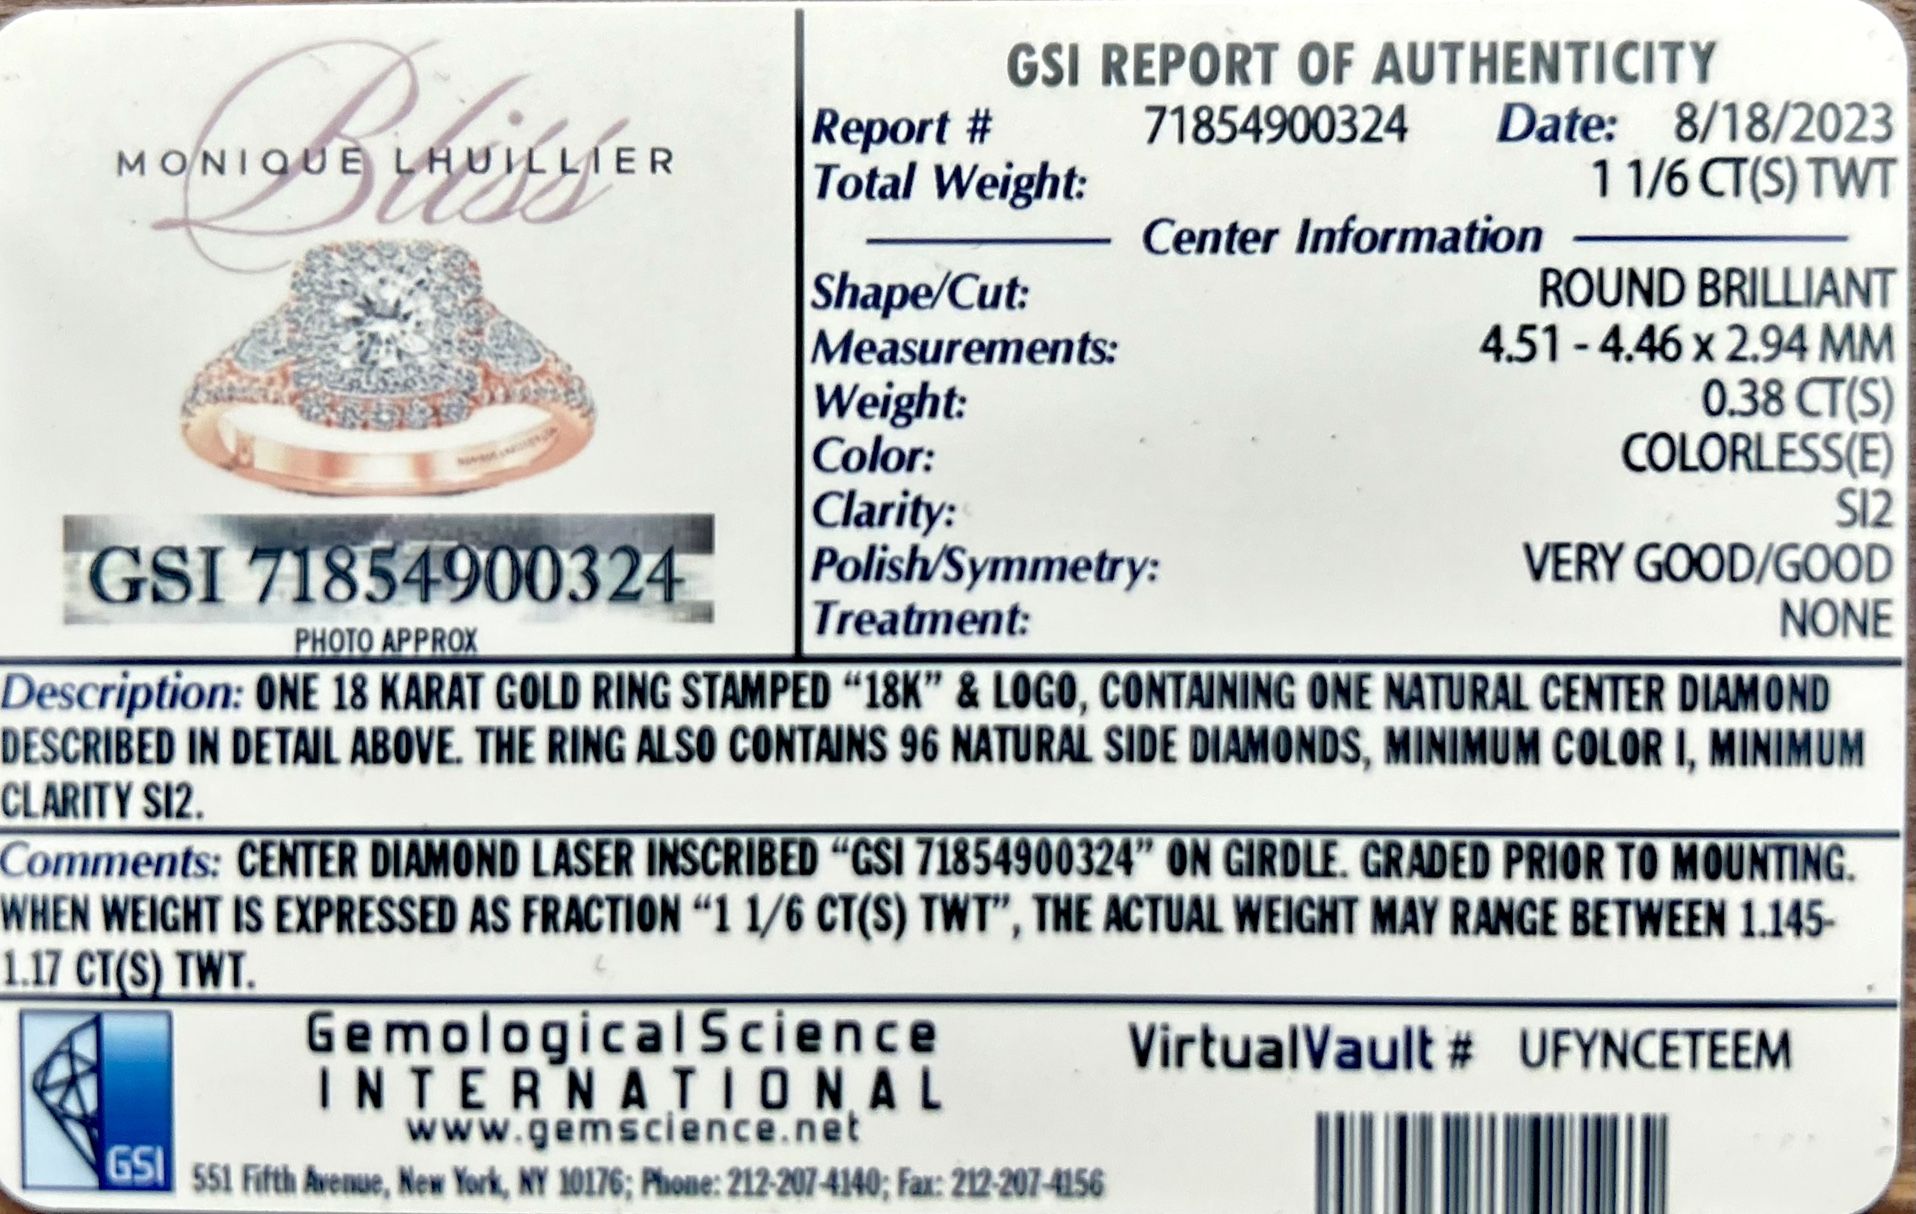 Bliss
MONIQUE LHUILLIER
GSI 71854900324
PHOTO APPROX
GSI REPORT OF AUTHENTICITY
Report # 71854900324 Date: 8/18/2023
Total Weight: 1 1/6 CT(S) TWT
Center Information
Shape/Cut: ROUND BRILLIANT
Measurements: 4.51 - 4.46 x 2.94 MM
Weight: 0.38 CT(S)
Color: COLORLESS(E)
Clarity: SI2
Polish/Symmetry: VERY GOOD/GOOD
Treatment: NONE
Description: ONE 18 KARAT GOLD RING STAMPED “18K” & LOGO, CONTAINING ONE NATURAL CENTER DIAMOND
DESCRIBED IN DETAIL ABOVE. THE RING ALSO CONTAINS 96 NATURAL SIDE DIAMONDS, MINIMUM COLOR I, MINIMUM
CLARITY SI2.
Comments: CENTER DIAMOND LASER INSCRIBED “GSI 71854900324” ON GIRDLE. GRADED PRIOR TO MOUNTING.
WHEN WEIGHT IS EXPRESSED AS FRACTION “1 1/6 CT(S) TWT”, THE ACTUAL WEIGHT MAY RANGE BETWEEN 1.145-
1.17 CT(S) TWT.
GSI
GemologicalScience
INTERNATIONAL
www.gemscience.net
551 Fifth Avenue, New York, NY 10176; Phone: 212-207-4140; Fax: 212-207-4156
VirtualVault # UFYNCETEEM